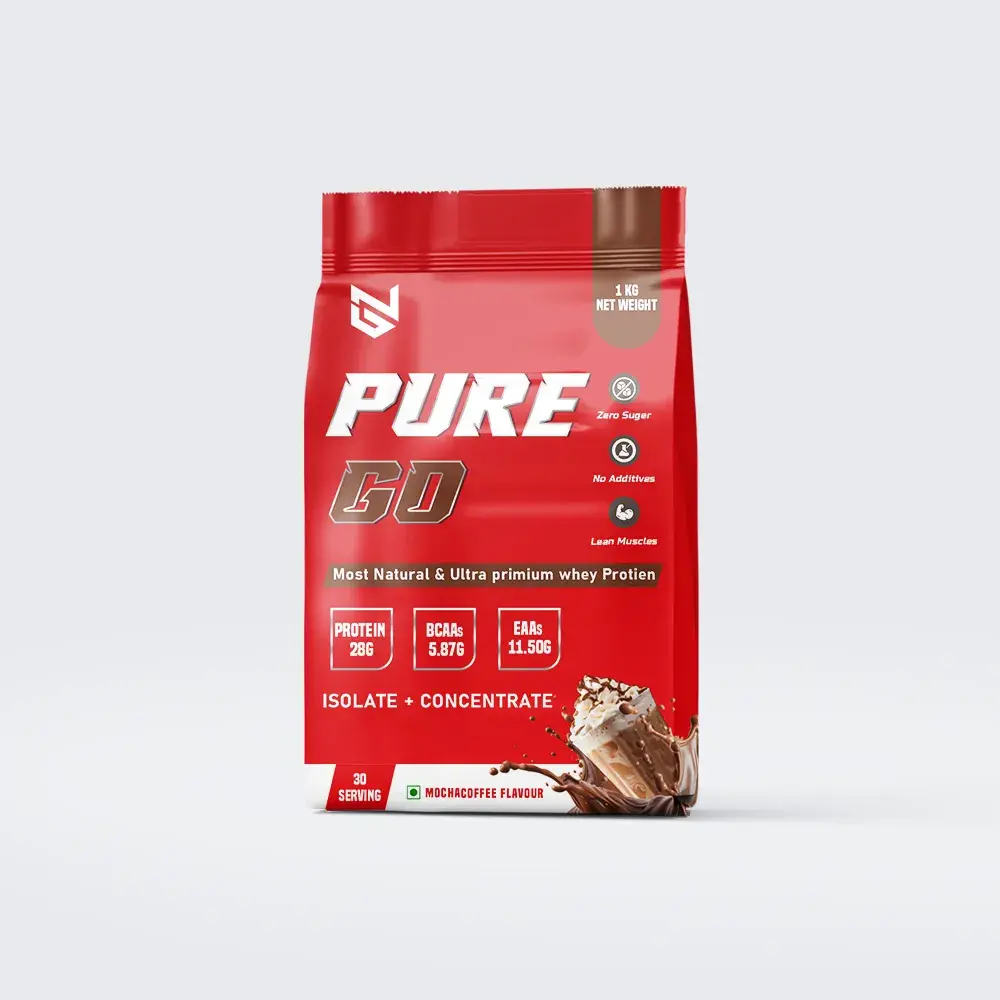 1 KG
NET WEIGHT
PURE
GO
Zero Suger
No Additives
Lean Muscles
Most Natural & Ultra primium whey Protien
PROTEIN
28G
BCAAs
5.87G
EAAs
11.50G
ISOLATE + CONCENTRATE
30
SERVING
MOCHACOFFEE FLAVOUR